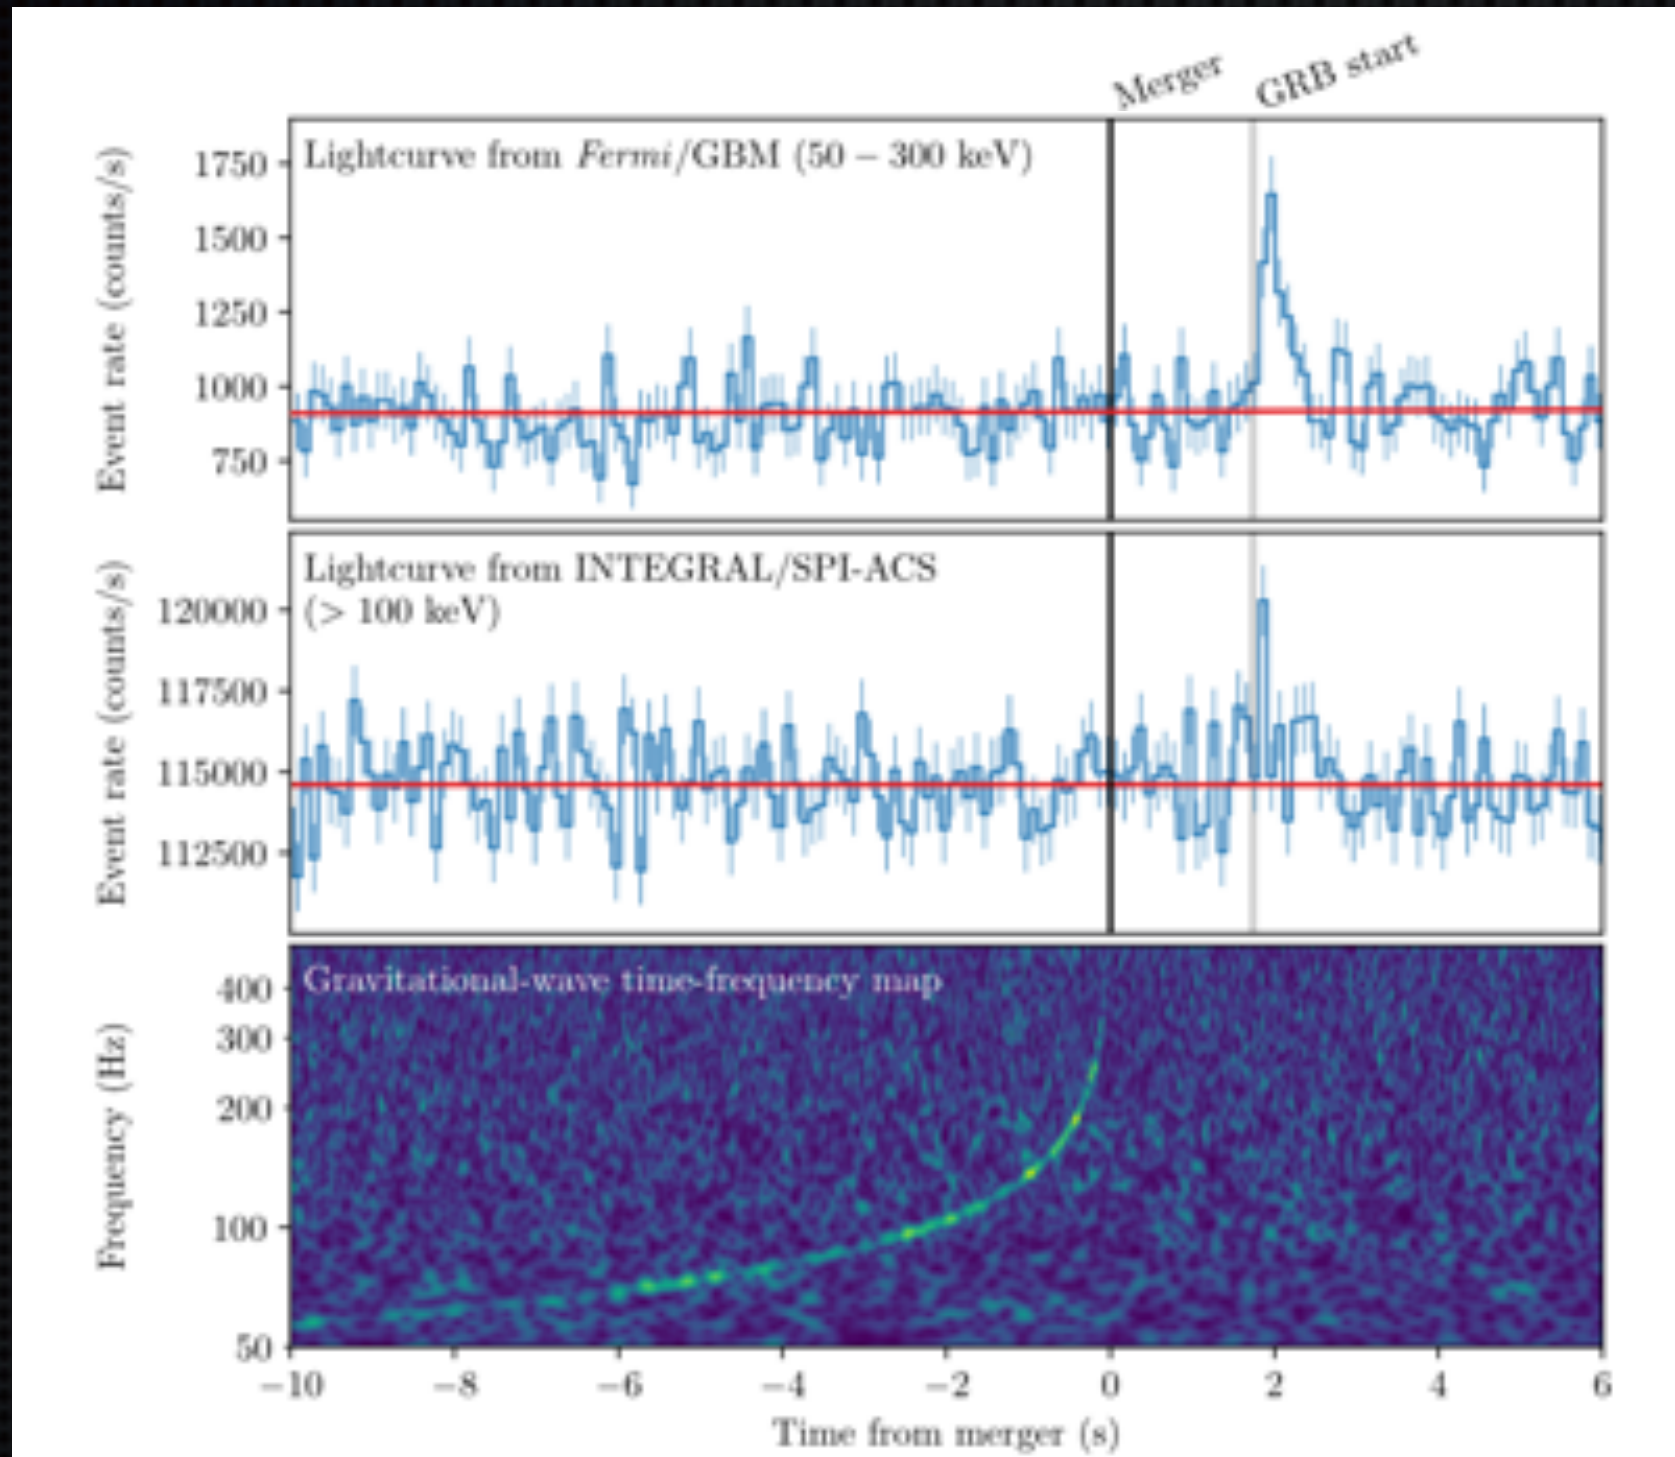 Merger
GRB start
Lightcurve from Fermi/GBM (50 – 300 keV)
Event rate (counts/s)
1750
1500
1250
1000
750
Lightcurve from INTEGRAL/SPI-ACS
(> 100 keV)
Event rate (counts/s)
120000
117500
115000
112500
Gravitational-wave time-frequency map
Frequency (Hz)
400
300
200
100
50
−10 −8 −6 −4 −2 0 2 4 6
Time from merger (s)